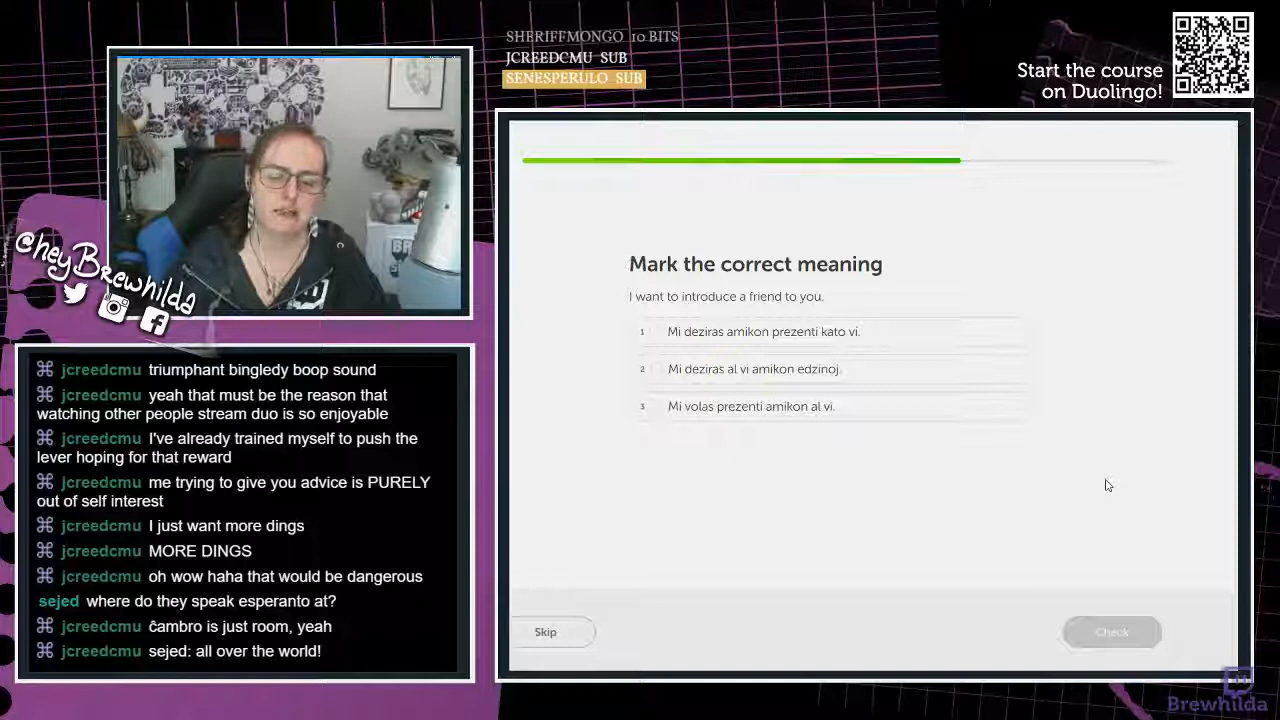 SHERIFFMONGO 10 BITS
JCREEDCMU SUB
SENESPERULO SUB
Start the course
on Duolingo!
@heyBrewhilda
Mark the correct meaning
I want to introduce a friend to you.
1 Mi deziras amikon prezenti kato vi.
2 Mi deziras al vi amikon edzinoj.
3 Mi volas prezenti amikon al vi.
Skip
Check
jcreedcmu triumphant bingledy boop sound
jcreedcmu yeah that must be the reason that
watching other people stream duo is so enjoyable
jcreedcmu I've already trained myself to push the
lever hoping for that reward
jcreedcmu me trying to give you advice is PURELY
out of self interest
jcreedcmu I just want more dings
jcreedcmu MORE DINGS
jcreedcmu oh wow haha that would be dangerous
sejed where do they speak esperanto at?
jcreedcmu ĉambro is just room, yeah
jcreedcmu sejed: all over the world!
Brewhilda